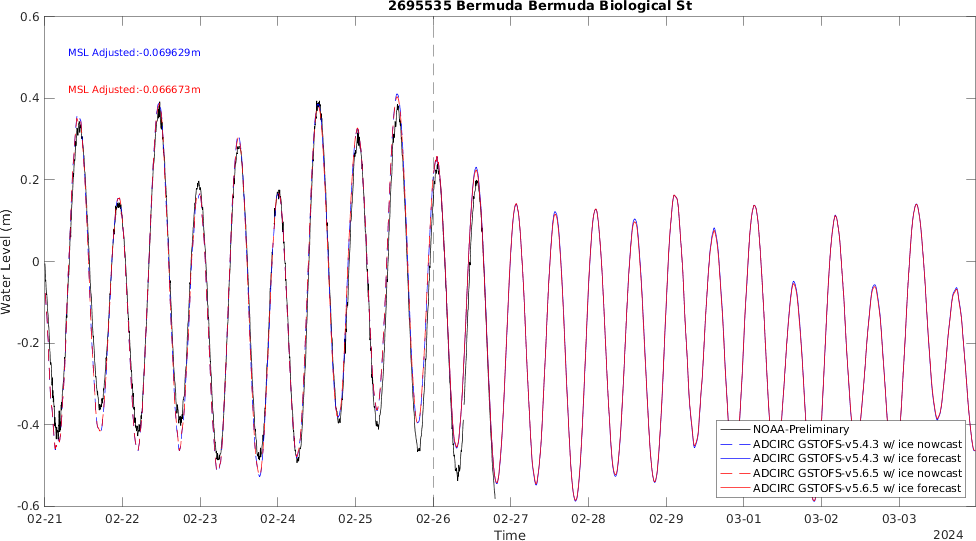 2695535 Bermuda Bermuda Biological St
MSL Adjusted:-0.069629m
MSL Adjusted:-0.066673m
Water Level (m)
0.6
0.4
0.2
0
-0.2
-0.4
-0.6
NOAA-Preliminary
ADCIRC GSTOFS-v5.4.3 w/ ice nowcast
ADCIRC GSTOFS-v5.4.3 w/ ice forecast
ADCIRC GSTOFS-v5.6.5 w/ ice nowcast
ADCIRC GSTOFS-v5.6.5 w/ ice forecast
02-21 02-22 02-23 02-24 02-25 02-26 02-27 02-28 02-29 03-01 03-02 03-03
Time
2024